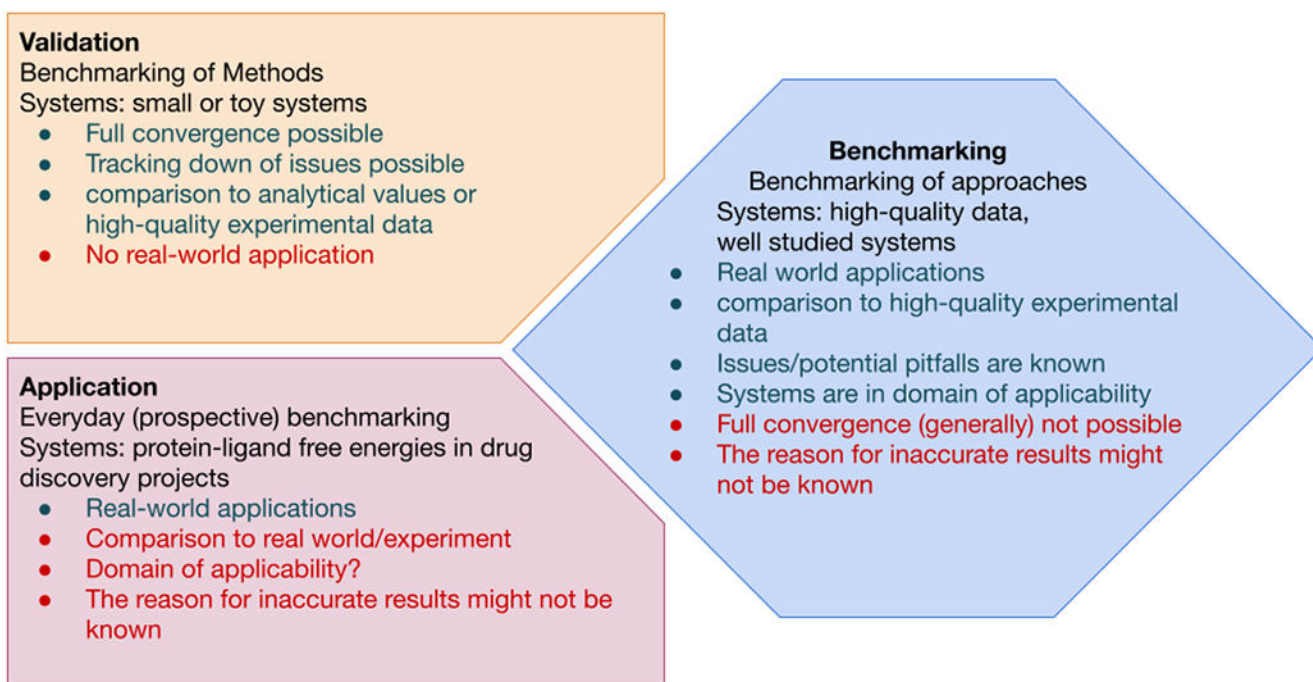 Validation
Benchmarking of Methods
Systems: small or toy systems
● Full convergence possible
● Tracking down of issues possible
● comparison to analytical values or
high-quality experimental data
● No real-world application
Application
Everyday (prospective) benchmarking
Systems: protein-ligand free energies in drug
discovery projects
● Real-world applications
● Comparison to real world/experiment
● Domain of applicability?
● The reason for inaccurate results might not be
known
Benchmarking
Benchmarking of approaches
Systems: high-quality data,
well studied systems
● Real world applications
● comparison to high-quality experimental
data
● Issues/potential pitfalls are known
● Systems are in domain of applicability
● Full convergence (generally) not possible
● The reason for inaccurate results might
not be known